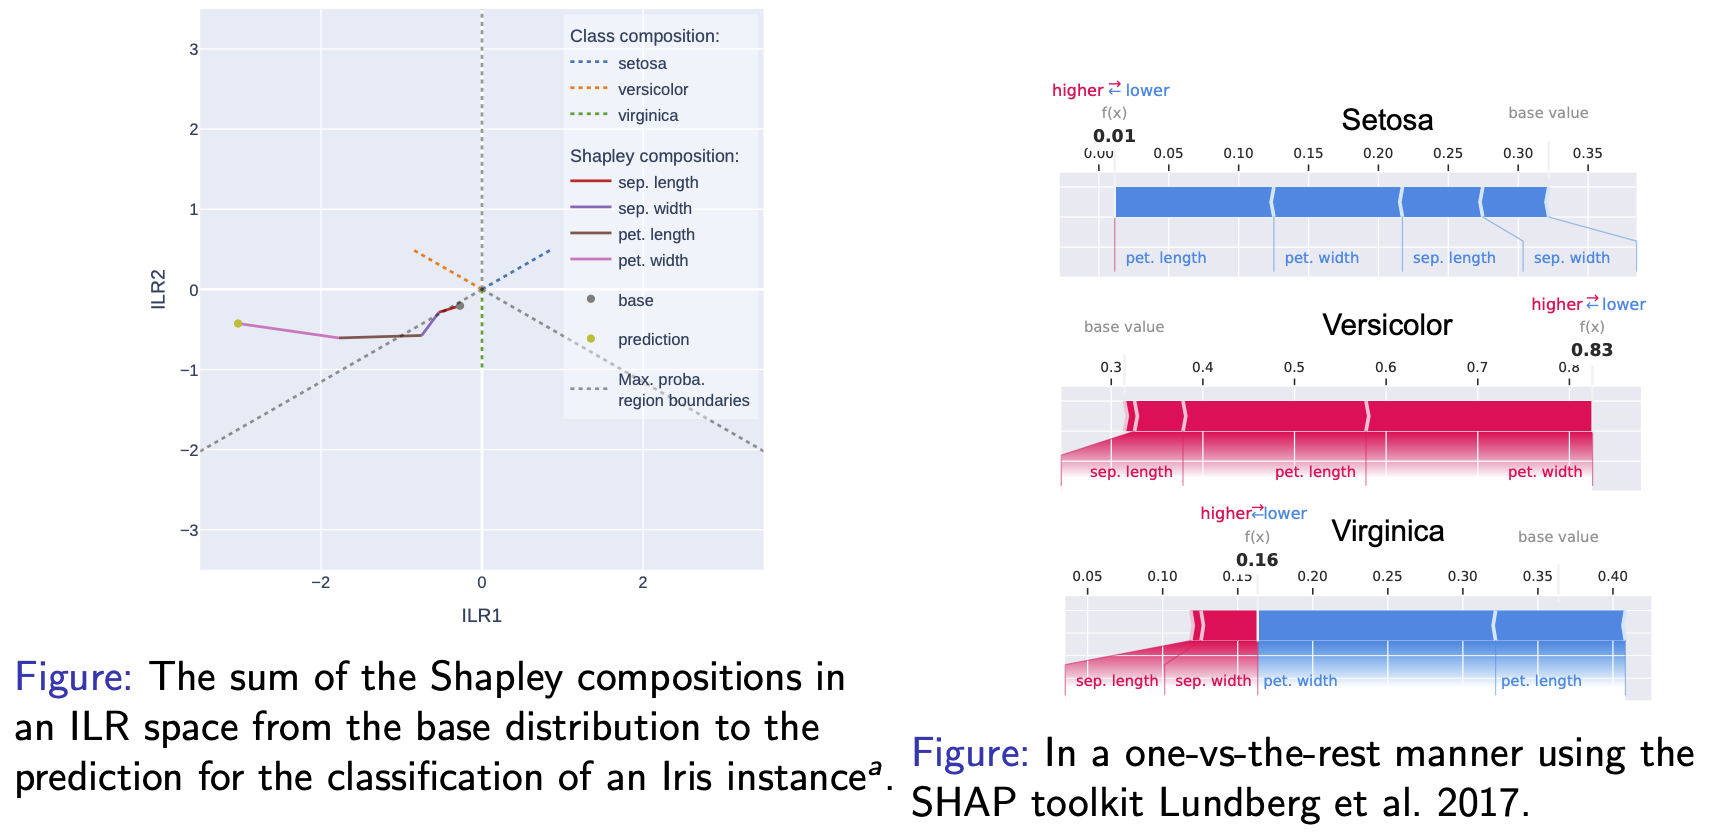 3
2
1
0
−1
−2
−3
ILR2
−2
0
2
ILR1
Class composition:
setosa
versicolor
virginica
Shapley composition:
sep. length
sep. width
pet. length
pet. width
base
prediction
Max. proba.
region boundaries
Figure: The sum of the Shapley compositions in
an ILR space from the base distribution to the
prediction for the classification of an Iris instanceᵃ.
higher ⇄ lower
f(x)
Setosa
base value
0.01
0.00 0.05 0.10 0.15 0.20 0.25 0.30 0.35
pet. length pet. width sep. length sep. width
higher ⇄ lower
base value
Versicolor
f(x)
0.83
0.3 0.4 0.5 0.6 0.7 0.8
sep. length pet. length pet. width
higher ⇄ lower
f(x)
Virginica
base value
0.16
0.05 0.10 0.15 0.20 0.25 0.30 0.35 0.40
sep. length sep. width pet. width pet. length
Figure: In a one-vs-the-rest manner using the
SHAP toolkit Lundberg et al. 2017.